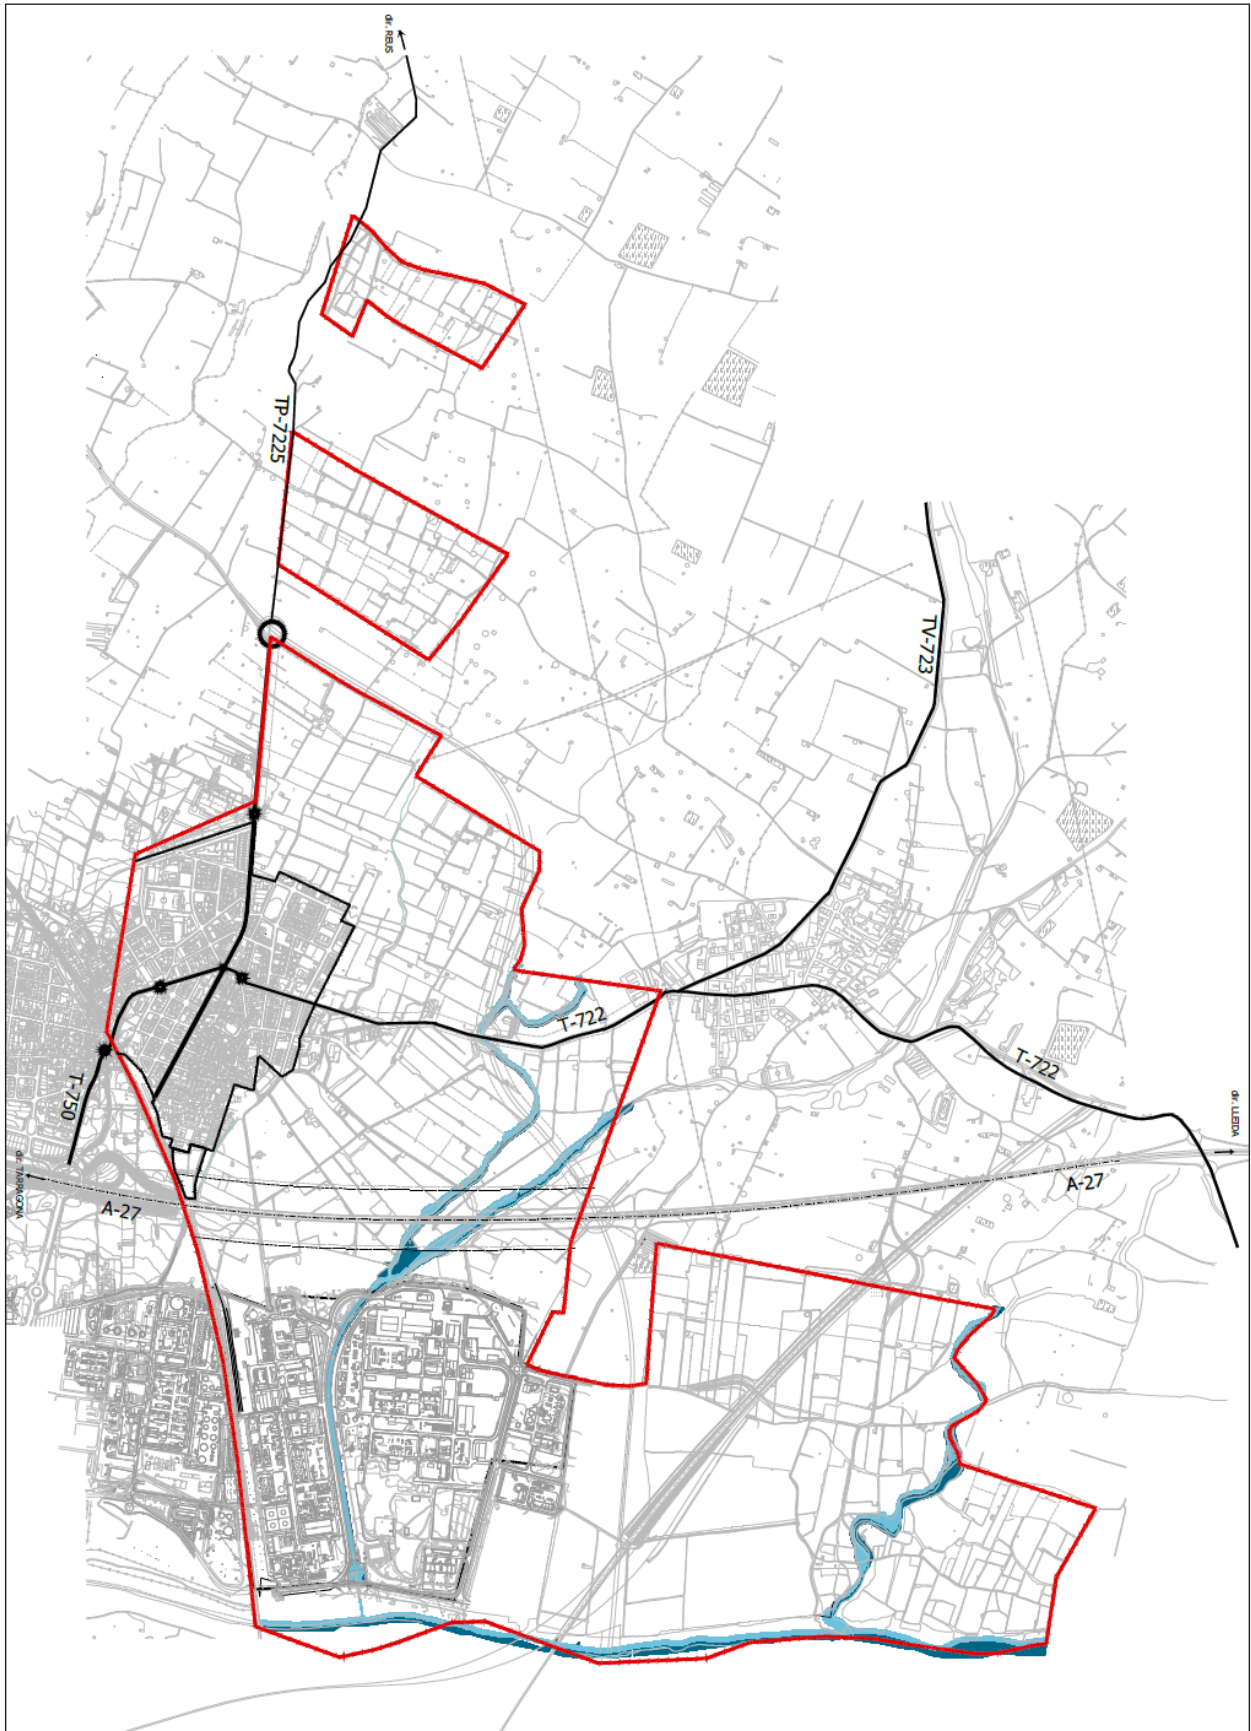 dir. REUS
TP-7225
TV-723
T-722
T-722
dir. LLEIDA
A-27
T-750
dir. TARRAGONA
A-27